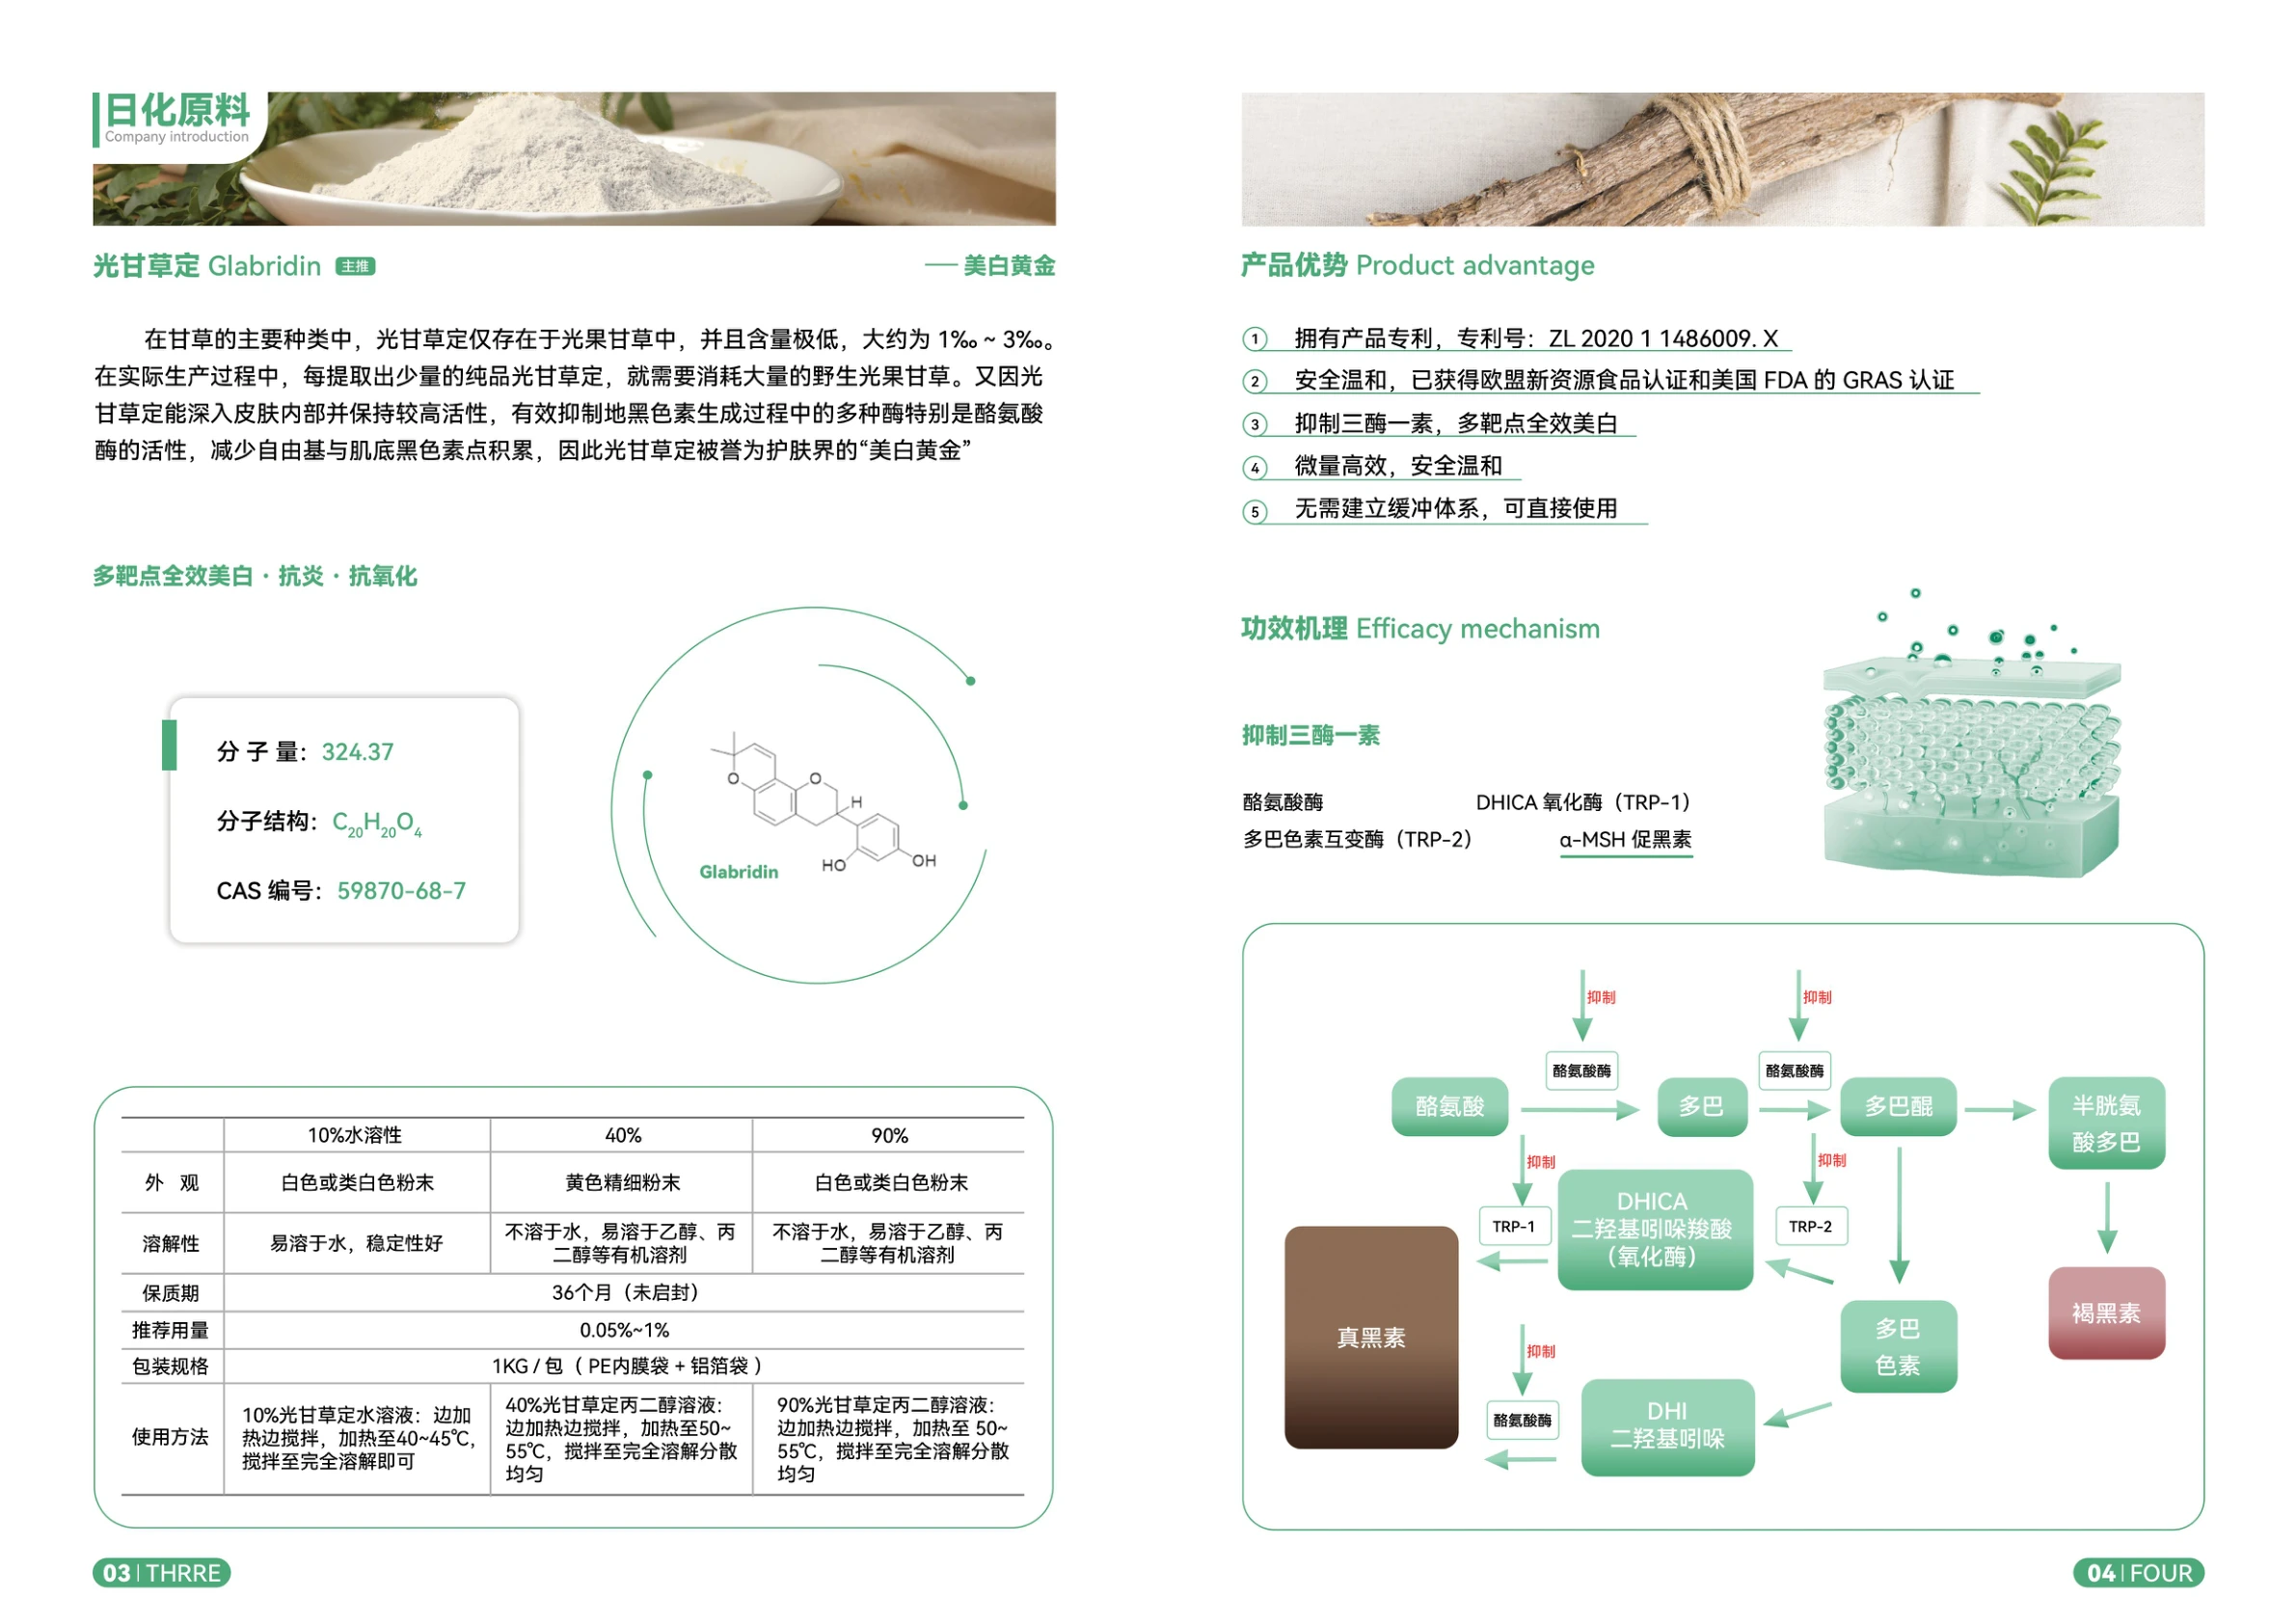 日化原料
Company introduction
光甘草定 Glabridin 主推
—— 美白黄金
在甘草的主要种类中，光甘草定仅存在于光果甘草中，并且含量极低，大约为 1‰ ~ 3‰。
在实际生产过程中，每提取出少量的纯品光甘草定，就需要消耗大量的野生光果甘草。又因光
甘草定能深入皮肤内部并保持较高活性，有效抑制地黑色素生成过程中的多种酶特别是酪氨酸
酶的活性，减少自由基与肌底黑色素点积累，因此光甘草定被誉为护肤界的“美白黄金”
多靶点全效美白 · 抗炎 · 抗氧化
分 子 量：324.37
分子结构：C20H20O4
CAS 编号：59870-68-7
O
O
H
HO
OH
Glabridin
10%水溶性 40% 90%
外 观 白色或类白色粉末 黄色精细粉末 白色或类白色粉末
溶解性 易溶于水，稳定性好
不溶于水，易溶于乙醇、丙
二醇等有机溶剂
不溶于水，易溶于乙醇、丙
二醇等有机溶剂
保质期 36个月（未启封）
推荐用量 0.05%~1%
包装规格 1KG / 包（ PE内膜袋 + 铝箔袋 ）
使用方法
10%光甘草定水溶液：边加
热边搅拌，加热至40~45℃，
搅拌至完全溶解即可
40%光甘草定丙二醇溶液：
边加热边搅拌，加热至50~
55℃，搅拌至完全溶解分散
均匀
90%光甘草定丙二醇溶液：
边加热边搅拌，加热至 50~
55℃，搅拌至完全溶解分散
均匀
03 | THRRE
产品优势 Product advantage
1 拥有产品专利，专利号：ZL 2020 1 1486009. X
2 安全温和，已获得欧盟新资源食品认证和美国 FDA 的 GRAS 认证
3 抑制三酶一素，多靶点全效美白
4 微量高效，安全温和
5 无需建立缓冲体系，可直接使用
功效机理 Efficacy mechanism
抑制三酶一素
酪氨酸酶 DHICA 氧化酶（TRP-1）
多巴色素互变酶（TRP-2） α-MSH 促黑素
抑制
抑制
酪氨酸酶
酪氨酸酶
酪氨酸
多巴
多巴醌
半胱氨
酸多巴
抑制
抑制
TRP-1
DHICA
二羟基吲哚羧酸
（氧化酶）
TRP-2
真黑素
多巴
色素
褐黑素
抑制
酪氨酸酶
DHI
二羟基吲哚
04 | FOUR